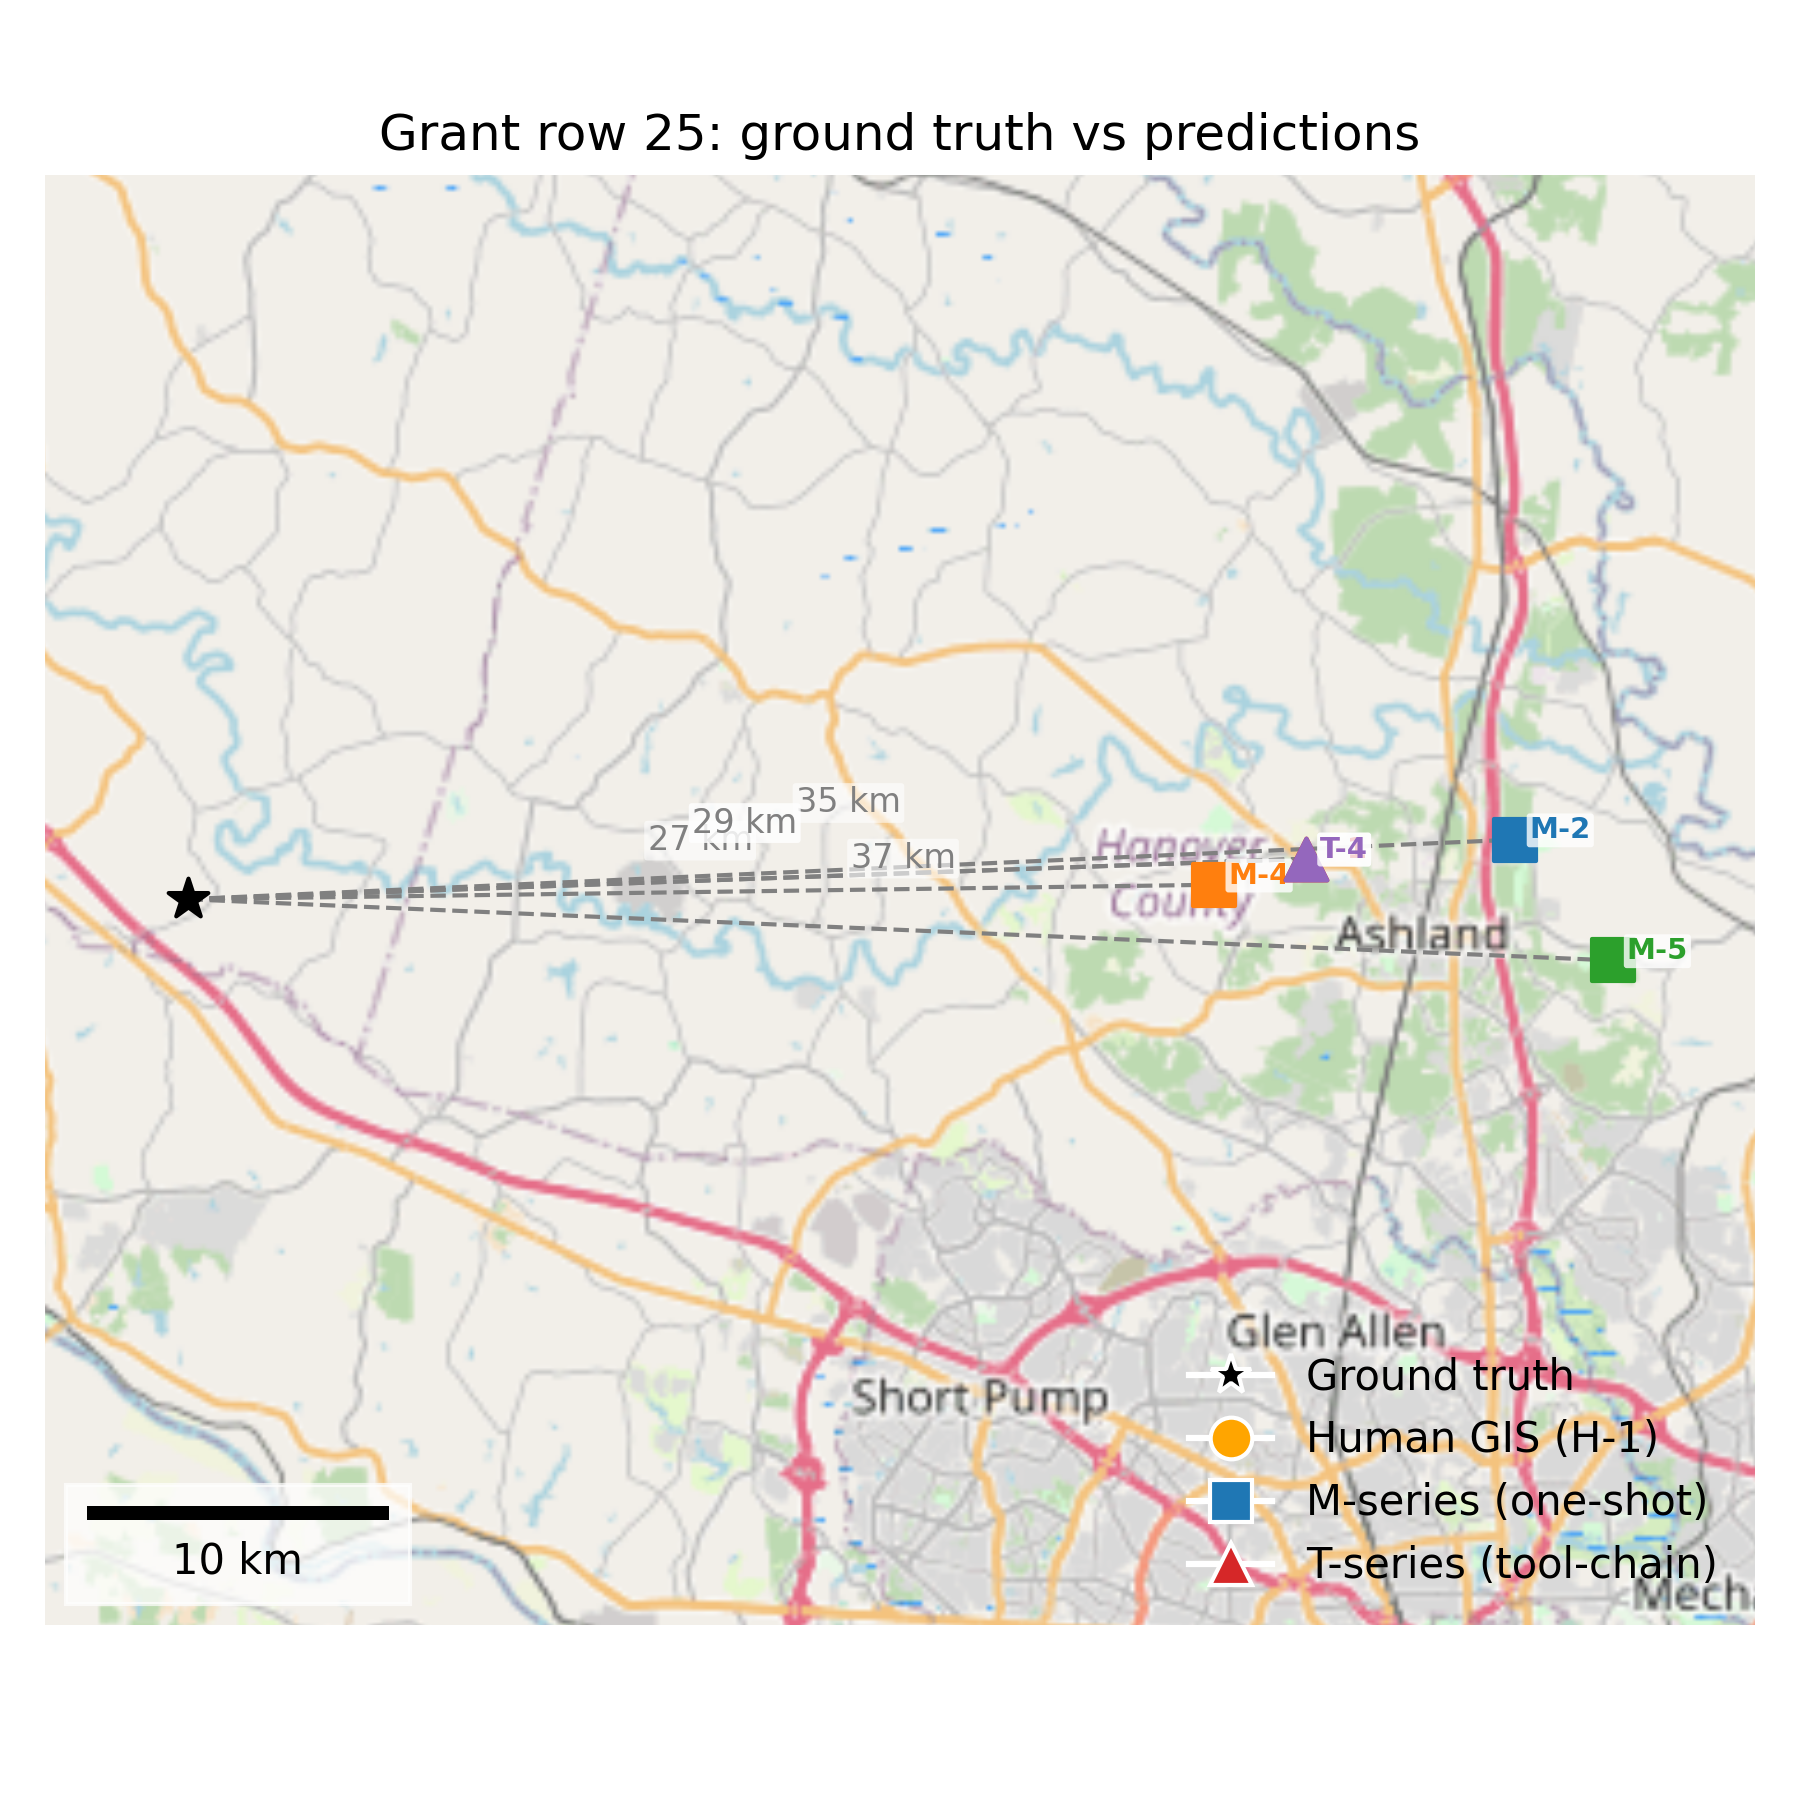 Grant row 25: ground truth vs predictions
35 km
29 km
27 km
37 km
M-2
T-4
Hanover
M-4
County
Ashland
M-5
Glen Allen
Short Pump
Ground truth
Human GIS (H-1)
M-series (one-shot)
T-series (tool-chain)
10 km